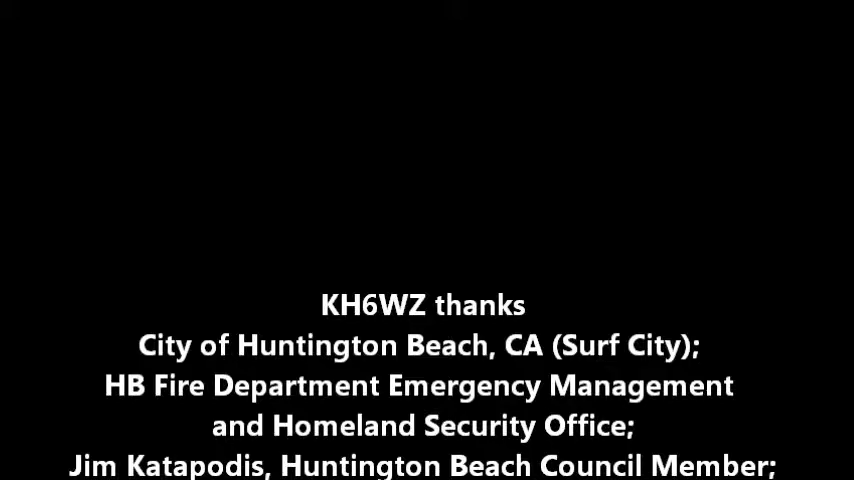 KH6WZ thanks
City of Huntington Beach, CA (Surf City);
HB Fire Department Emergency Management
and Homeland Security Office;
Jim Katapodis, Huntington Beach Council Member;